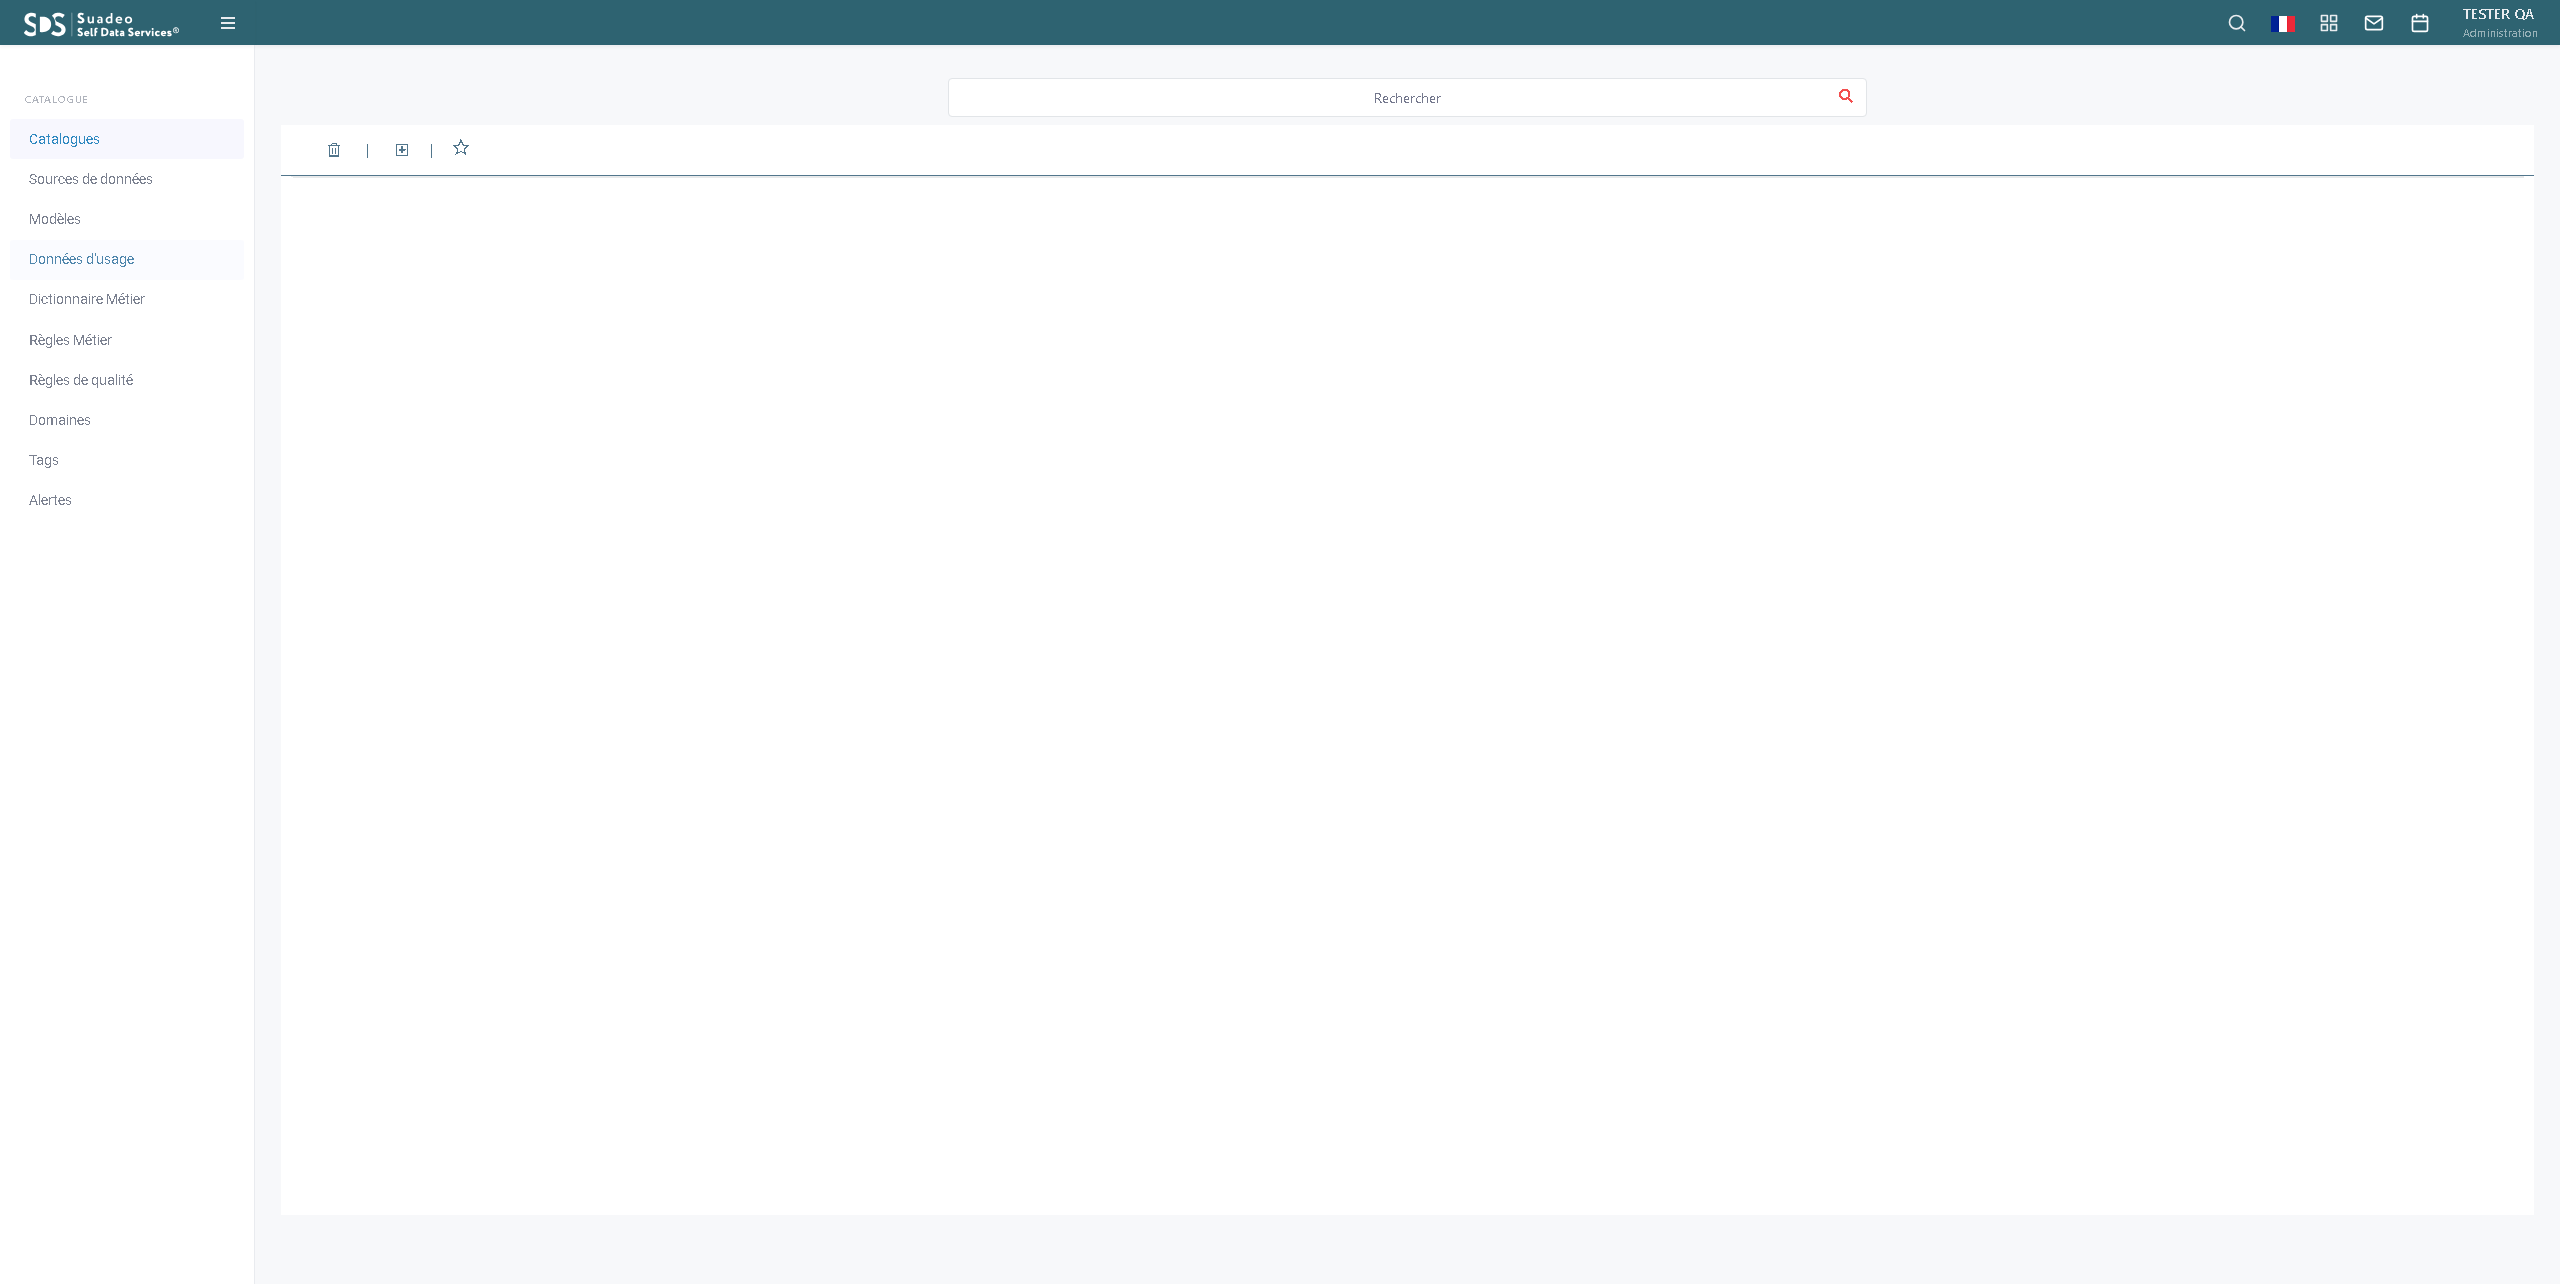 SDS Suadeo
Self Data Services®
TESTER QA
Administration
CATALOGUE
Catalogues
Sources de données
Modèles
Données d'usage
Dictionnaire Métier
Règles Métier
Règles de qualité
Domaines
Tags
Alertes
Rechercher